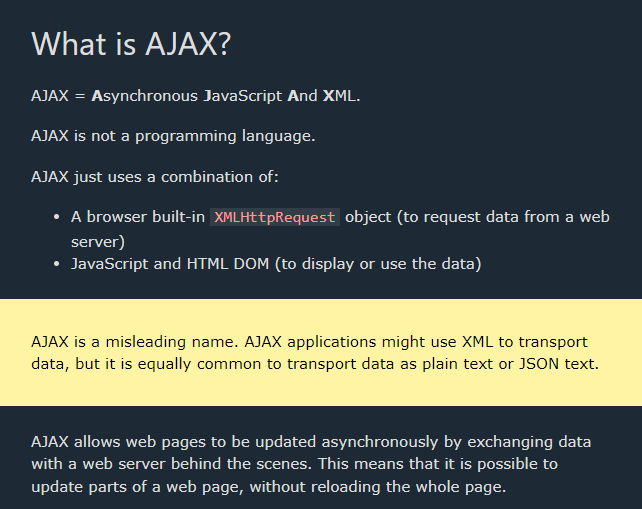 What is AJAX?
AJAX = Asynchronous JavaScript And XML.
AJAX is not a programming language.
AJAX just uses a combination of:
• A browser built-in XMLHttpRequest object (to request data from a web
server)
• JavaScript and HTML DOM (to display or use the data)
AJAX is a misleading name. AJAX applications might use XML to transport
data, but it is equally common to transport data as plain text or JSON text.
AJAX allows web pages to be updated asynchronously by exchanging data
with a web server behind the scenes. This means that it is possible to
update parts of a web page, without reloading the whole page.